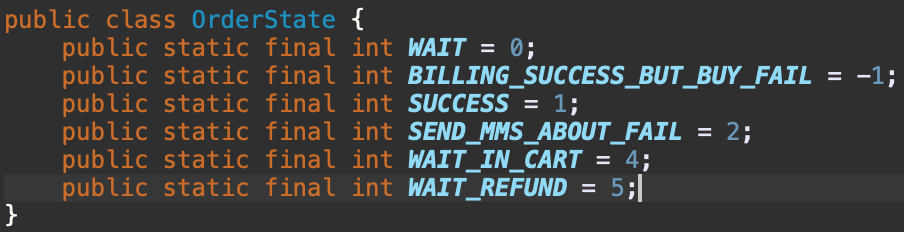 public class OrderState {
    public static final int WAIT = 0;
    public static final int BILLING_SUCCESS_BUT_BUY_FAIL = -1;
    public static final int SUCCESS = 1;
    public static final int SEND_MMS_ABOUT_FAIL = 2;
    public static final int WAIT_IN_CART = 4;
    public static final int WAIT_REFUND = 5;
}